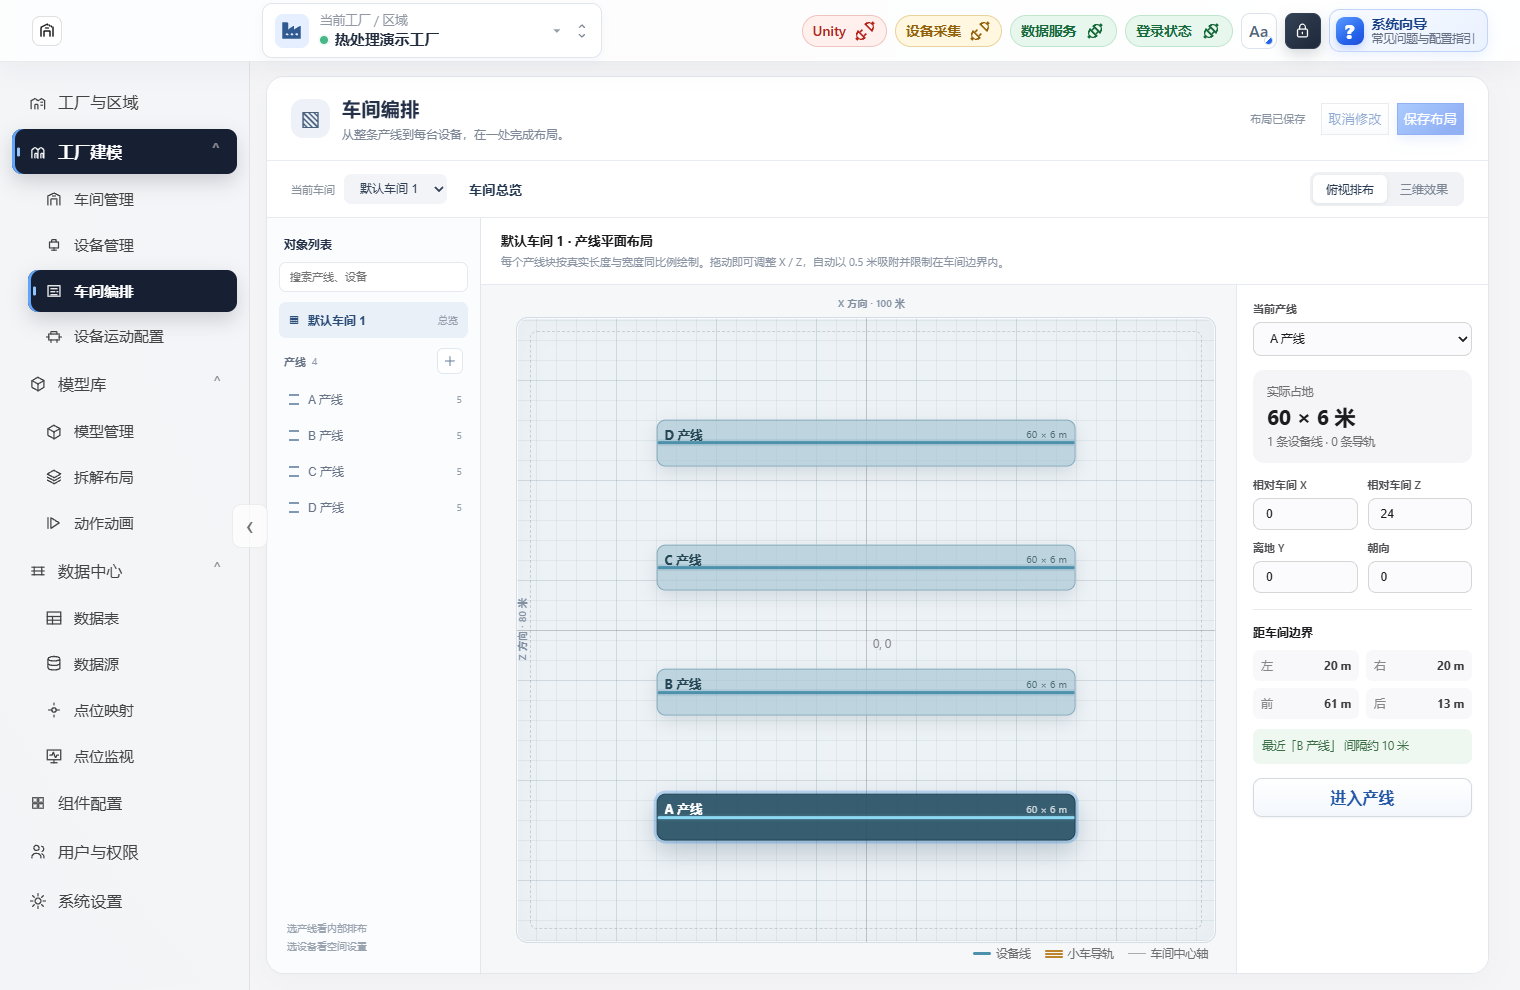 当前工厂 / 区域
热处理演示工厂
Unity
设备采集
数据服务
登录状态
Aa
?
系统向导
常见问题与配置指引
工厂与区域
工厂建模
车间管理
设备管理
车间编排
设备运动配置
模型库
模型管理
拆解布局
动作动画
数据中心
数据表
数据源
点位映射
点位监视
组件配置
用户与权限
系统设置
车间编排
从整条产线到每台设备，在一处完成布局。
布局已保存
取消修改
保存布局
当前车间
默认车间 1
车间总览
俯视排布
三维效果
对象列表
搜索产线、设备
默认车间 1
总览
产线 4
A 产线 5
B 产线 5
C 产线 5
D 产线 5
选产线看内部排布
选设备看空间设置
默认车间 1 · 产线平面布局
每个产线块按真实长度与宽度同比例绘制。拖动即可调整 X / Z，自动以 0.5 米吸附并限制在车间边界内。
X 方向 · 100 米
Z 方向 · 80 米
D 产线 60 × 6 m
C 产线 60 × 6 m
0, 0
B 产线 60 × 6 m
A 产线 60 × 6 m
设备线
小车导轨
车间中心轴
当前产线
A 产线
实际占地
60 × 6 米
1 条设备线 · 0 条导轨
相对车间 X
相对车间 Z
0
24
离地 Y
朝向
0
0
距车间边界
左 20 m
右 20 m
前 61 m
后 13 m
最近「B 产线」 间隔约 10 米
进入产线